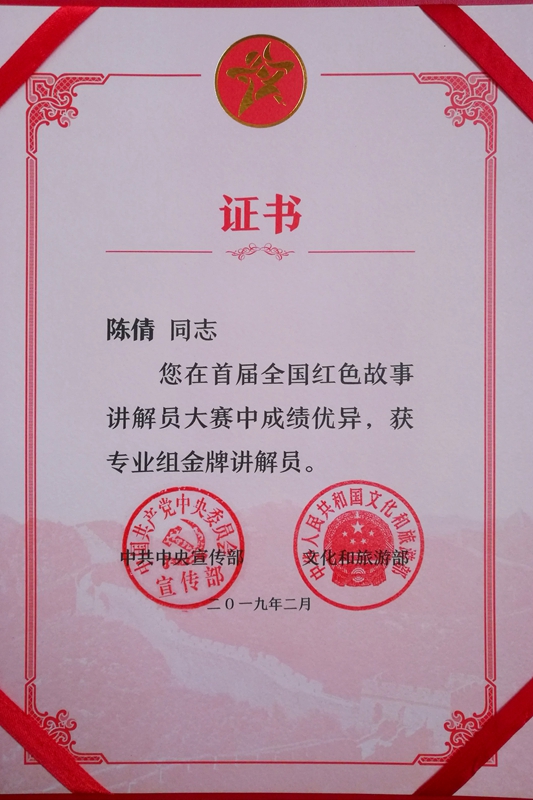 证书
陈倩 同志
您在首届全国红色故事
讲解员大赛中成绩优异，获
专业组金牌讲解员。
中国共产党中央委员会
宣传部
中华人民共和国文化和旅游部
中共中央宣传部 文化和旅游部
二０一九年二月